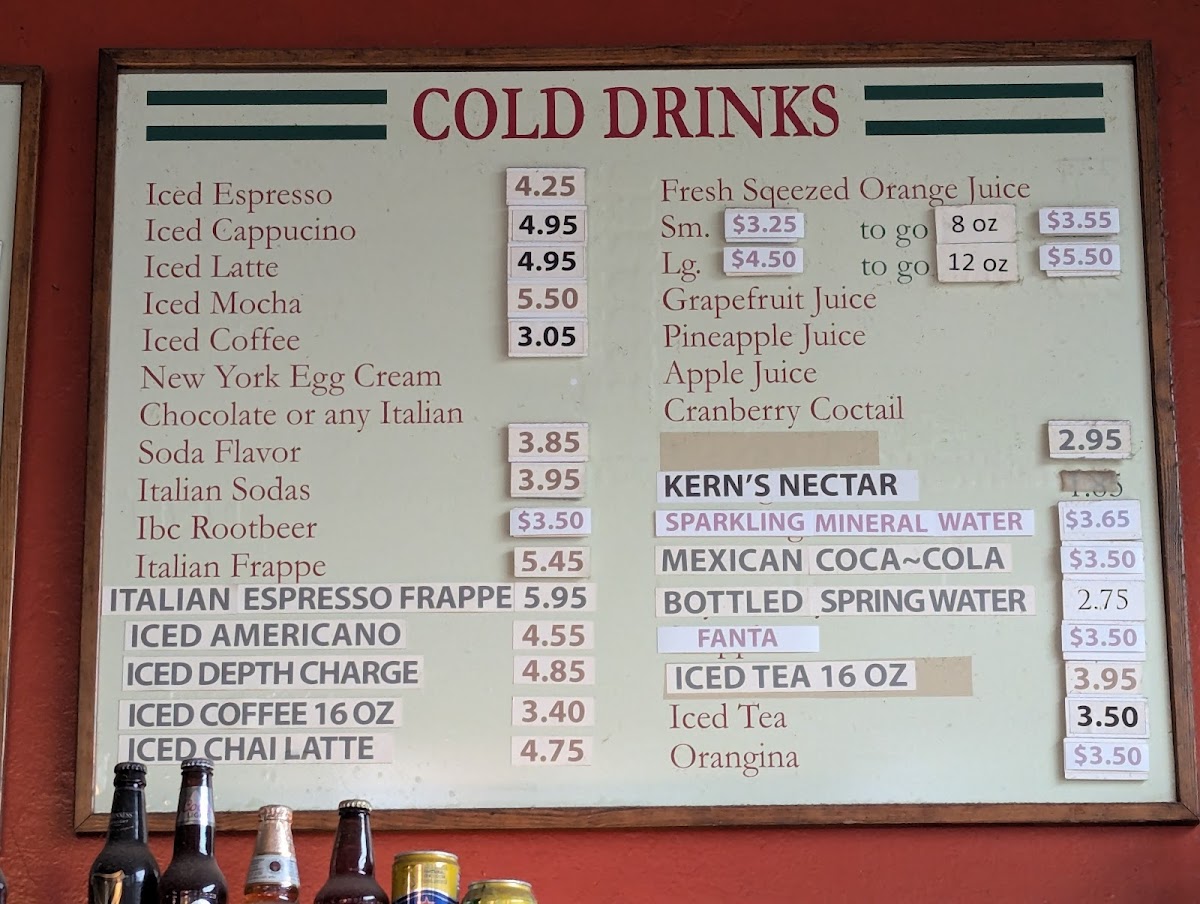 COLD DRINKS
Iced Espresso 4.25
Iced Cappucino 4.95
Iced Latte 4.95
Iced Mocha 5.50
Iced Coffee 3.05
New York Egg Cream
Chocolate or any Italian
Soda Flavor 3.85
Italian Sodas 3.95
Ibc Rootbeer $3.50
Italian Frappe 5.45
ITALIAN ESPRESSO FRAPPE 5.95
ICED AMERICANO 4.55
ICED DEPTH CHARGE 4.85
ICED COFFEE 16 OZ 3.40
ICED CHAI LATTE 4.75
Fresh Sqeezed Orange Juice
Sm. $3.25 to go 8 oz $3.55
Lg. $4.50 to go 12 oz $5.50
Grapefruit Juice
Pineapple Juice
Apple Juice
Cranberry Coctail
2.95
KERN'S NECTAR
SPARKLING MINERAL WATER $3.65
MEXICAN COCA~COLA $3.50
BOTTLED SPRING WATER 2.75
FANTA $3.50
ICED TEA 16 OZ 3.95
Iced Tea 3.50
Orangina $3.50